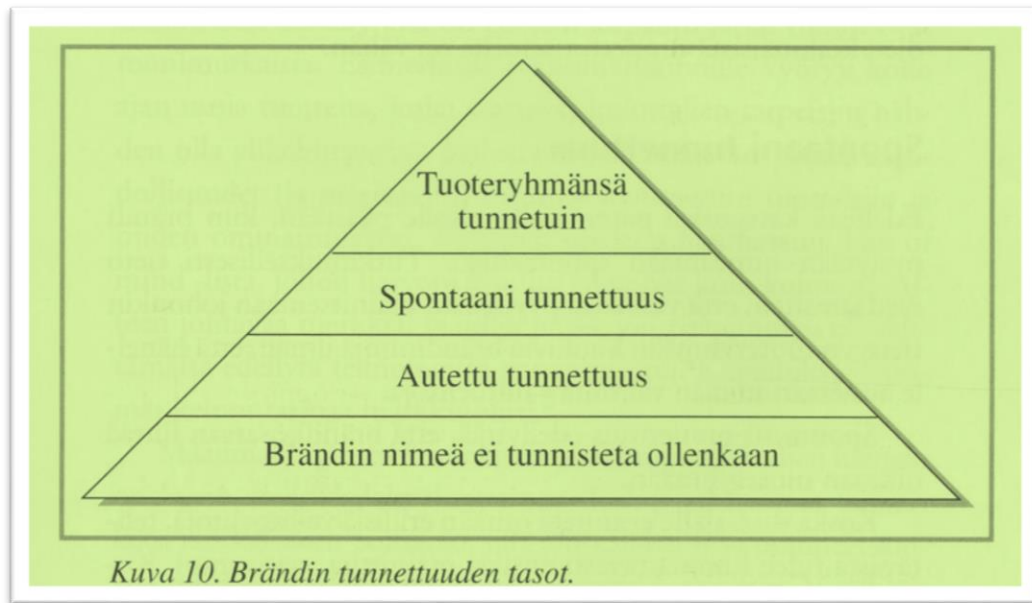 Tuoteryhmänsä
tunnetuin
Spontaani tunnettuus
Autettu tunnettuus
Brändin nimeä ei tunnisteta ollenkaan
Kuva 10. Brändin tunnettuuden tasot.